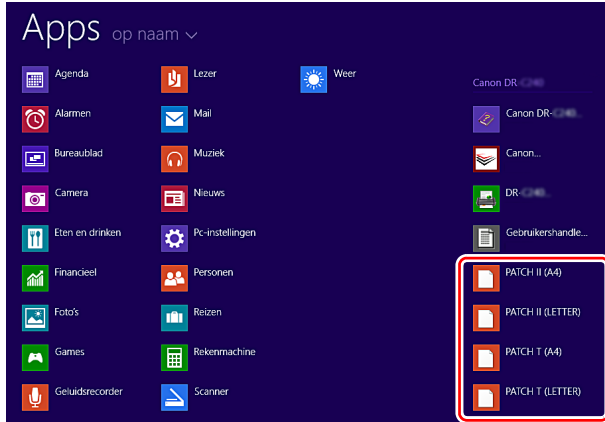 Apps op naam
Agenda
Alarmen
Bureaublad
Camera
Eten en drinken
Financieel
Foto's
Games
Geluidsrecorder
Lezer
Mail
Muziek
Nieuws
Pc-instellingen
Personen
Reizen
Rekenmachine
Scanner
Weer
Canon DR-
Canon DR-
Canon...
DR-
Gebruikershandle...
PATCH II (A4)
PATCH II (LETTER)
PATCH T (A4)
PATCH T (LETTER)